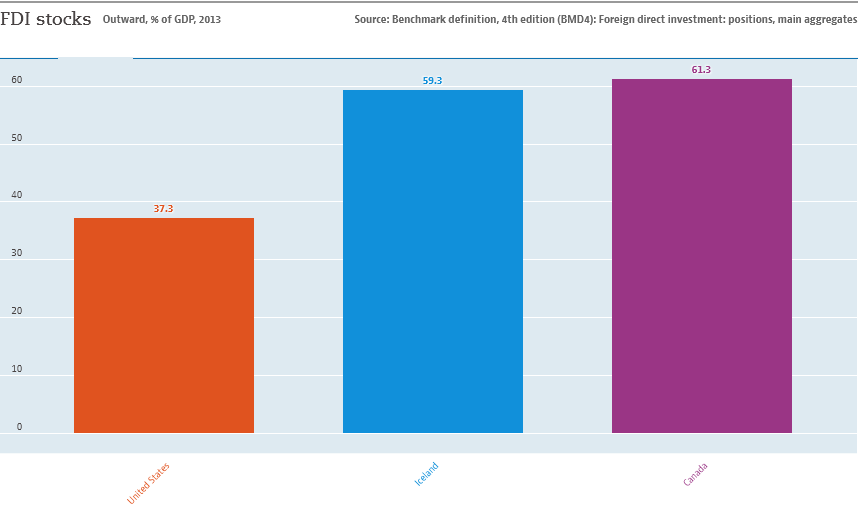 FDI stocks Outward, % of GDP, 2013 Source: Benchmark definition, 4th edition (BMD4): Foreign direct investment: positions, main aggregates
61.3
60
59.3
50
40
37.3
30
20
10
0
United States
Iceland
Canada